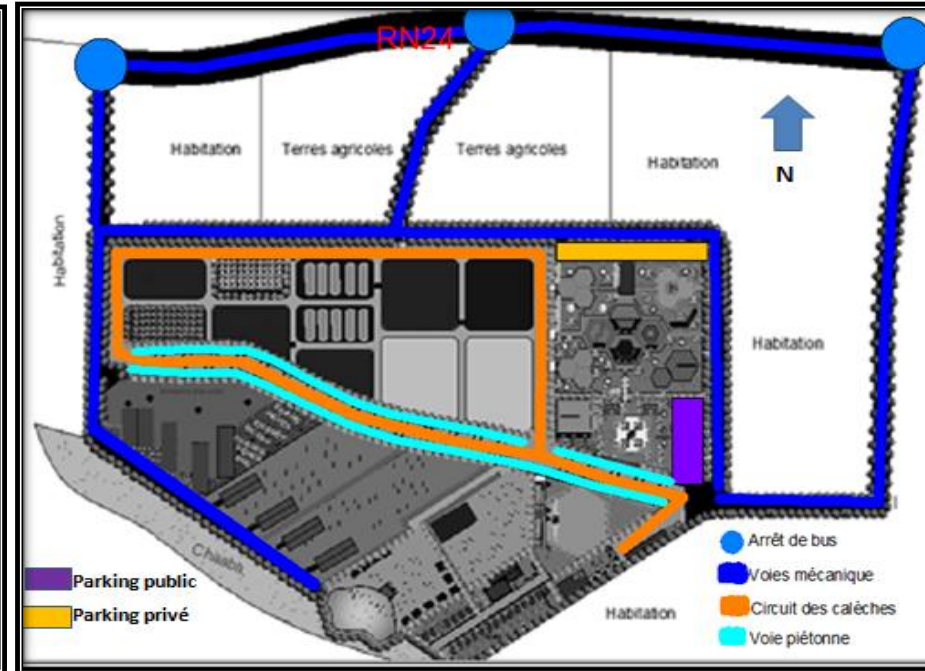 RN24
Habitation
Terres agricoles
Terres agricoles
Habitation
N
Habitation
Habitation
Chaaba
Arrêt de bus
Parking public
Voies mécanique
Parking privé
Circuit des calèches
Habitation
Voie piétonne